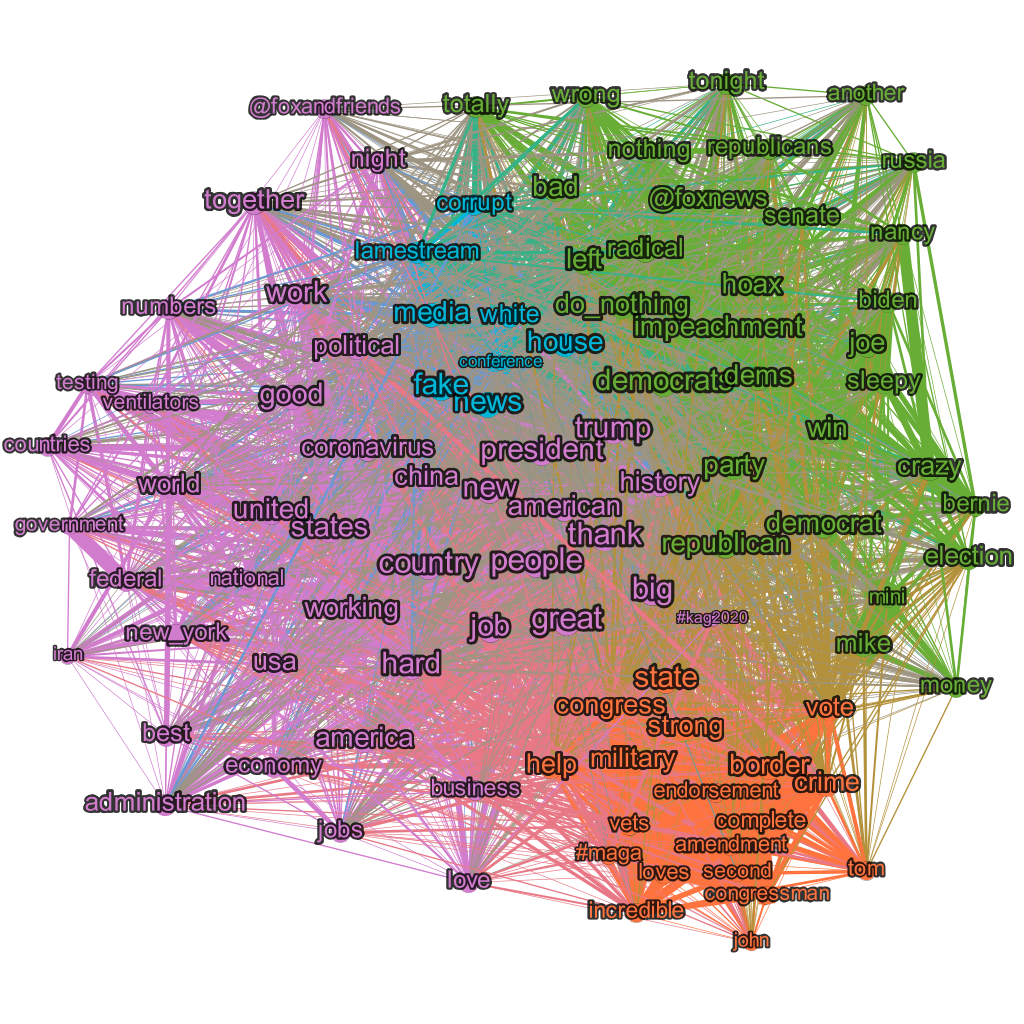 tonight
another
wrong
totally
@foxandfriends
nothing
republicans
night
russia
bad
@foxnews
together
corrupt
senate
nancy
radical
lamestream
left
hoax
work
biden
numbers
do_nothing
media
white
impeachment
house
joe
political
conference
democrats
dems
sleepy
testing
fake
good
ventilators
news
trump
win
countries
coronavirus
president
party
crazy
china
history
world
new
bernie
united
american
states
government
democrat
thank
republican
election
country
people
federal
national
big
mini
working
great
#kag2020
job
new_york
mike
iran
usa
hard
state
money
congress
vote
strong
best
america
military
economy
help
border
crime
business
endorsement
administration
vets
complete
jobs
amendment
#maga
loves
second
tom
love
congressman
incredible
john